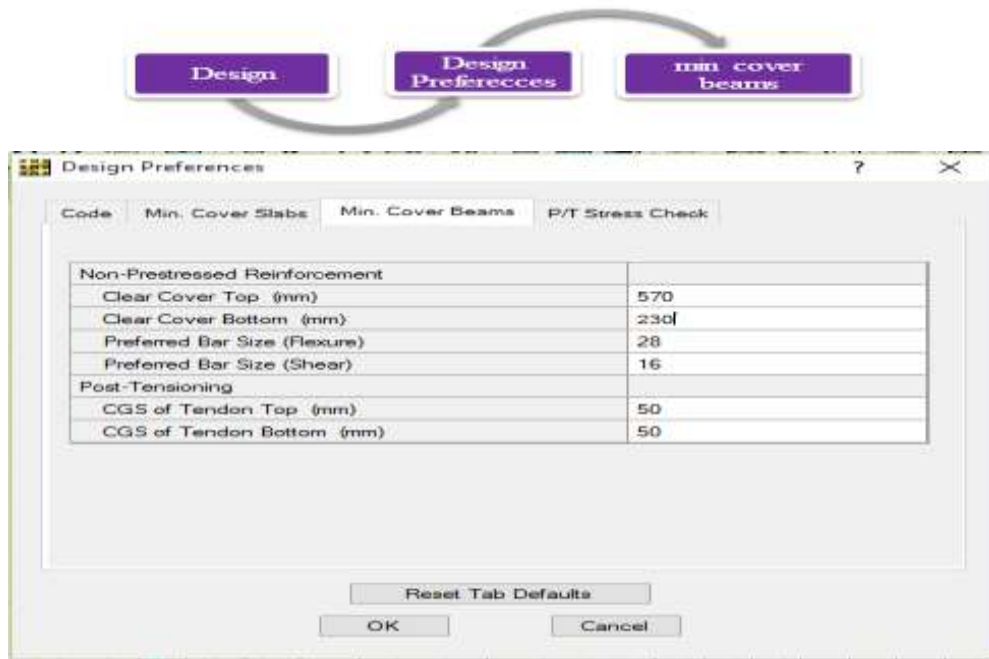 Design
Design
Preferecces
min cover
beams
Design Preferences ? ×
Code Min. Cover Slabs Min. Cover Beams P/T Stress Check
Non-Prestressed Reinforcement
Clear Cover Top (mm) 570
Clear Cover Bottom (mm) 230
Preferred Bar Size (Flexure) 28
Preferred Bar Size (Shear) 16
Post-Tensioning
CGS of Tendon Top (mm) 50
CGS of Tendon Bottom (mm) 50
Reset Tab Defaults
OK Cancel